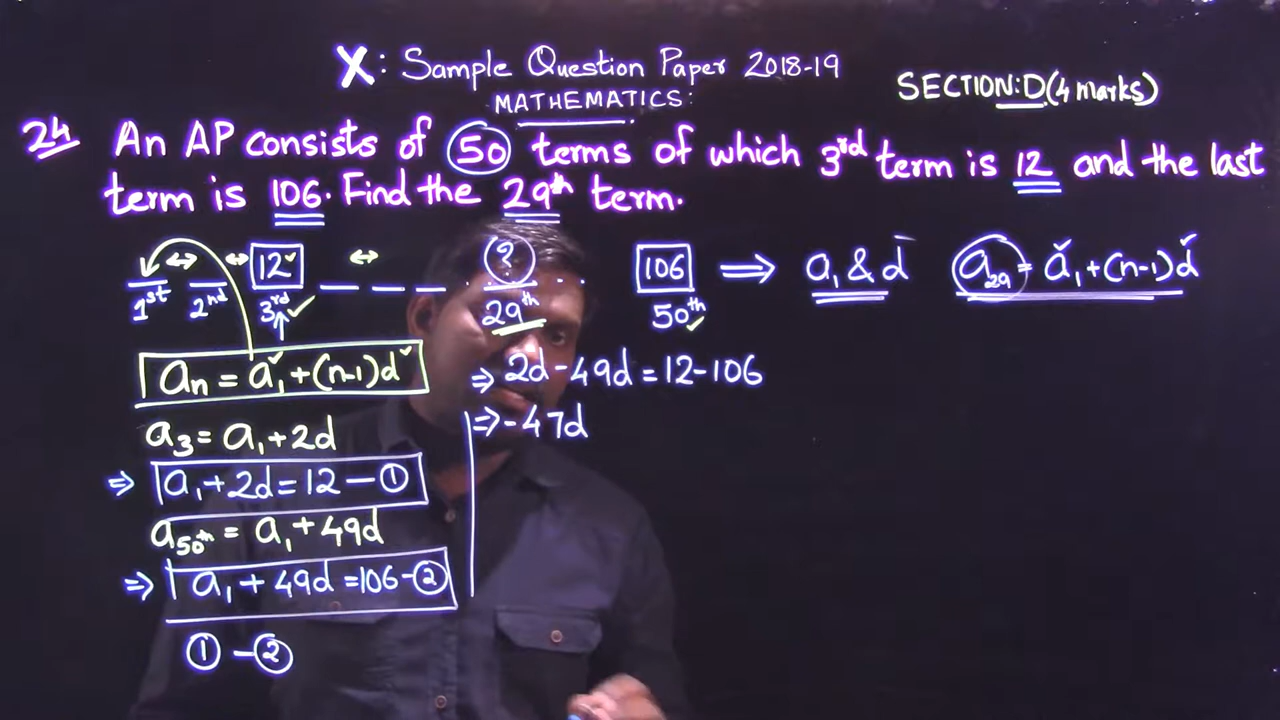 X: Sample Question Paper 2018-19
MATHEMATICS:
SECTION:D(4 marks)
24 An AP consists of 50 terms of which 3rd term is 12 and the last
term is 106. Find the 29th term.
1st ↔ 2nd ↔ 12✓ 3rd ✓ ↔ _ _ _ _ . ? 29th . . 106 50th ✓ ⟹ a₁ & d a₂₉ = a₁✓ + (n-1)d✓
aₙ = a₁✓ + (n-1)d✓
a₃ = a₁ + 2d
⇒ a₁ + 2d = 12 — ①
a₅₀th = a₁ + 49d
⇒ a₁ + 49d = 106 - ②
① - ②
⇒ 2d - 49d = 12 - 106
⇒ -47d